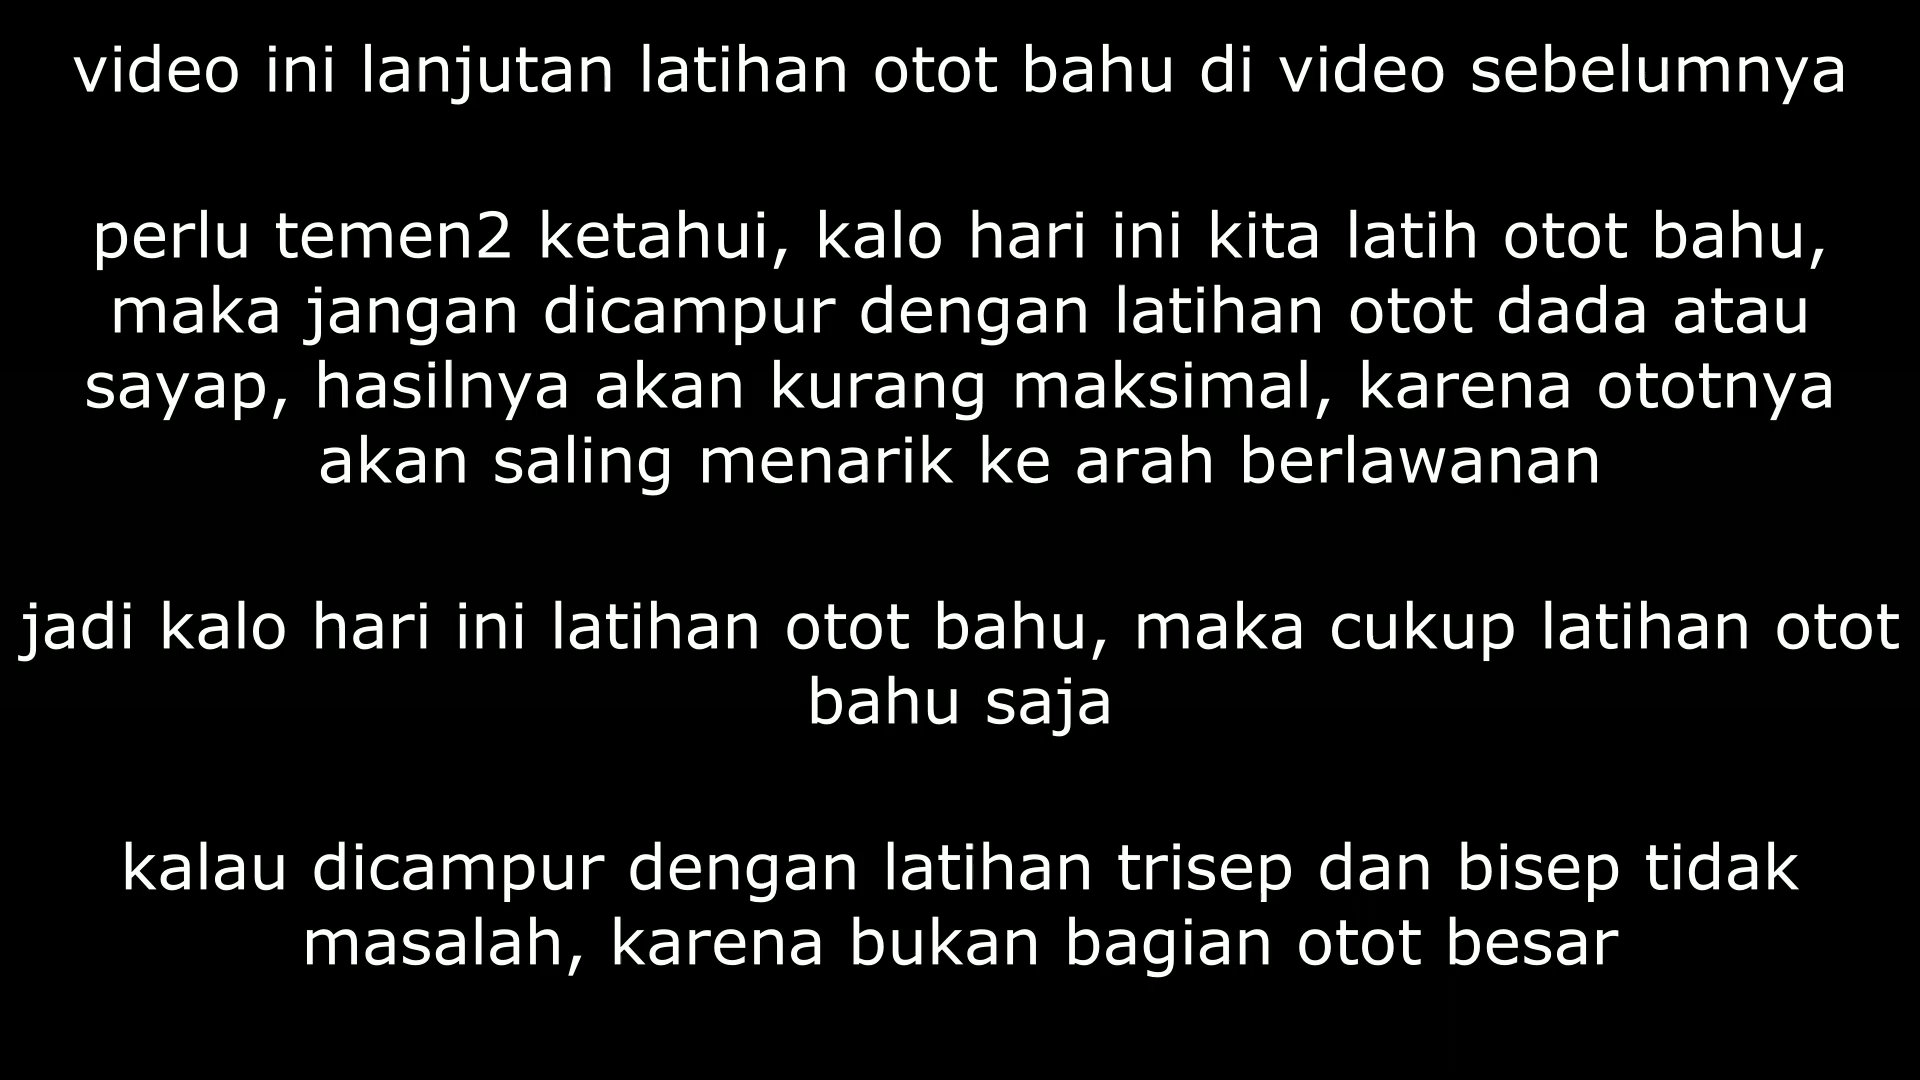 video ini lanjutan latihan otot bahu di video sebelumnya
perlu temen2 ketahui, kalo hari ini kita latih otot bahu,
maka jangan dicampur dengan latihan otot dada atau
sayap, hasilnya akan kurang maksimal, karena ototnya
akan saling menarik ke arah berlawanan
jadi kalo hari ini latihan otot bahu, maka cukup latihan otot
bahu saja
kalau dicampur dengan latihan trisep dan bisep tidak
masalah, karena bukan bagian otot besar